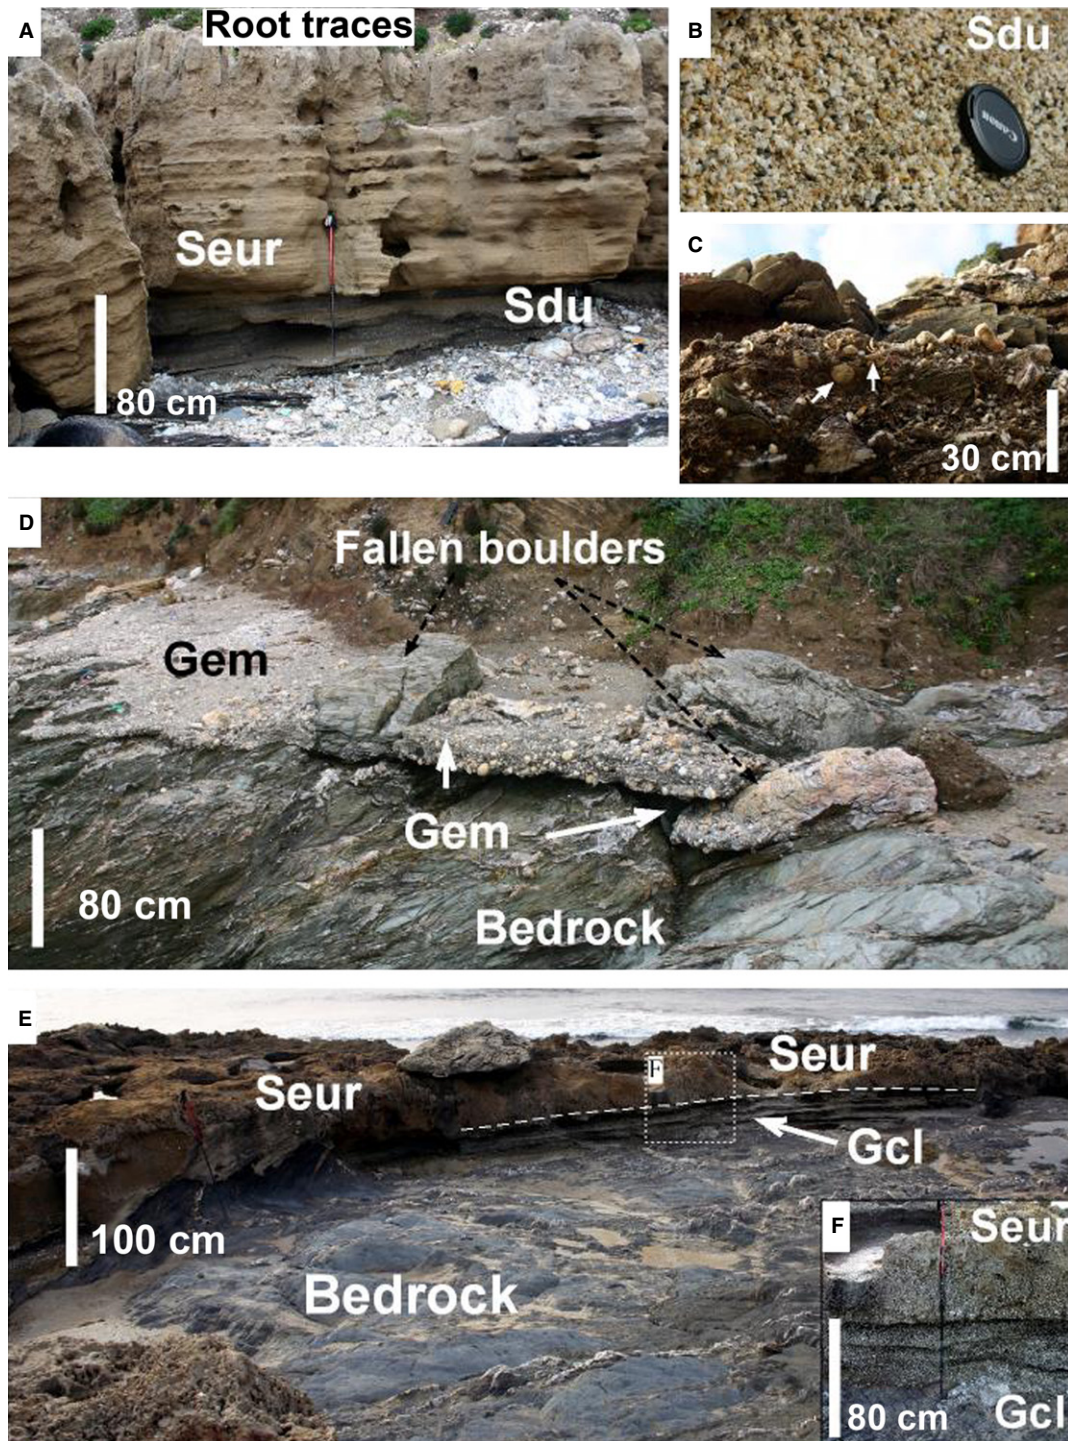 A
Root traces
Seur
Sdu
80 cm
B
Sdu
Canon
C
30 cm
D
Fallen boulders
Gem
Gem
80 cm
Bedrock
E
Seur
F
Seur
Gcl
100 cm
Bedrock
F
Seur
80 cm
Gcl